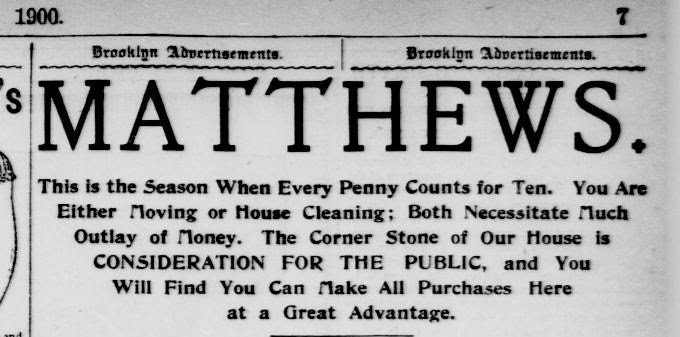 1900.
7
Brooklyn Advertisements.
Brooklyn Advertisements.
's
MATTHEWS.
This is the Season When Every Penny Counts for Ten. You Are
Either Moving or House Cleaning; Both Necessitate Much
Outlay of Money. The Corner Stone of Our House is
CONSIDERATION FOR THE PUBLIC, and You
Will Find You Can Make All Purchases Here
at a Great Advantage.